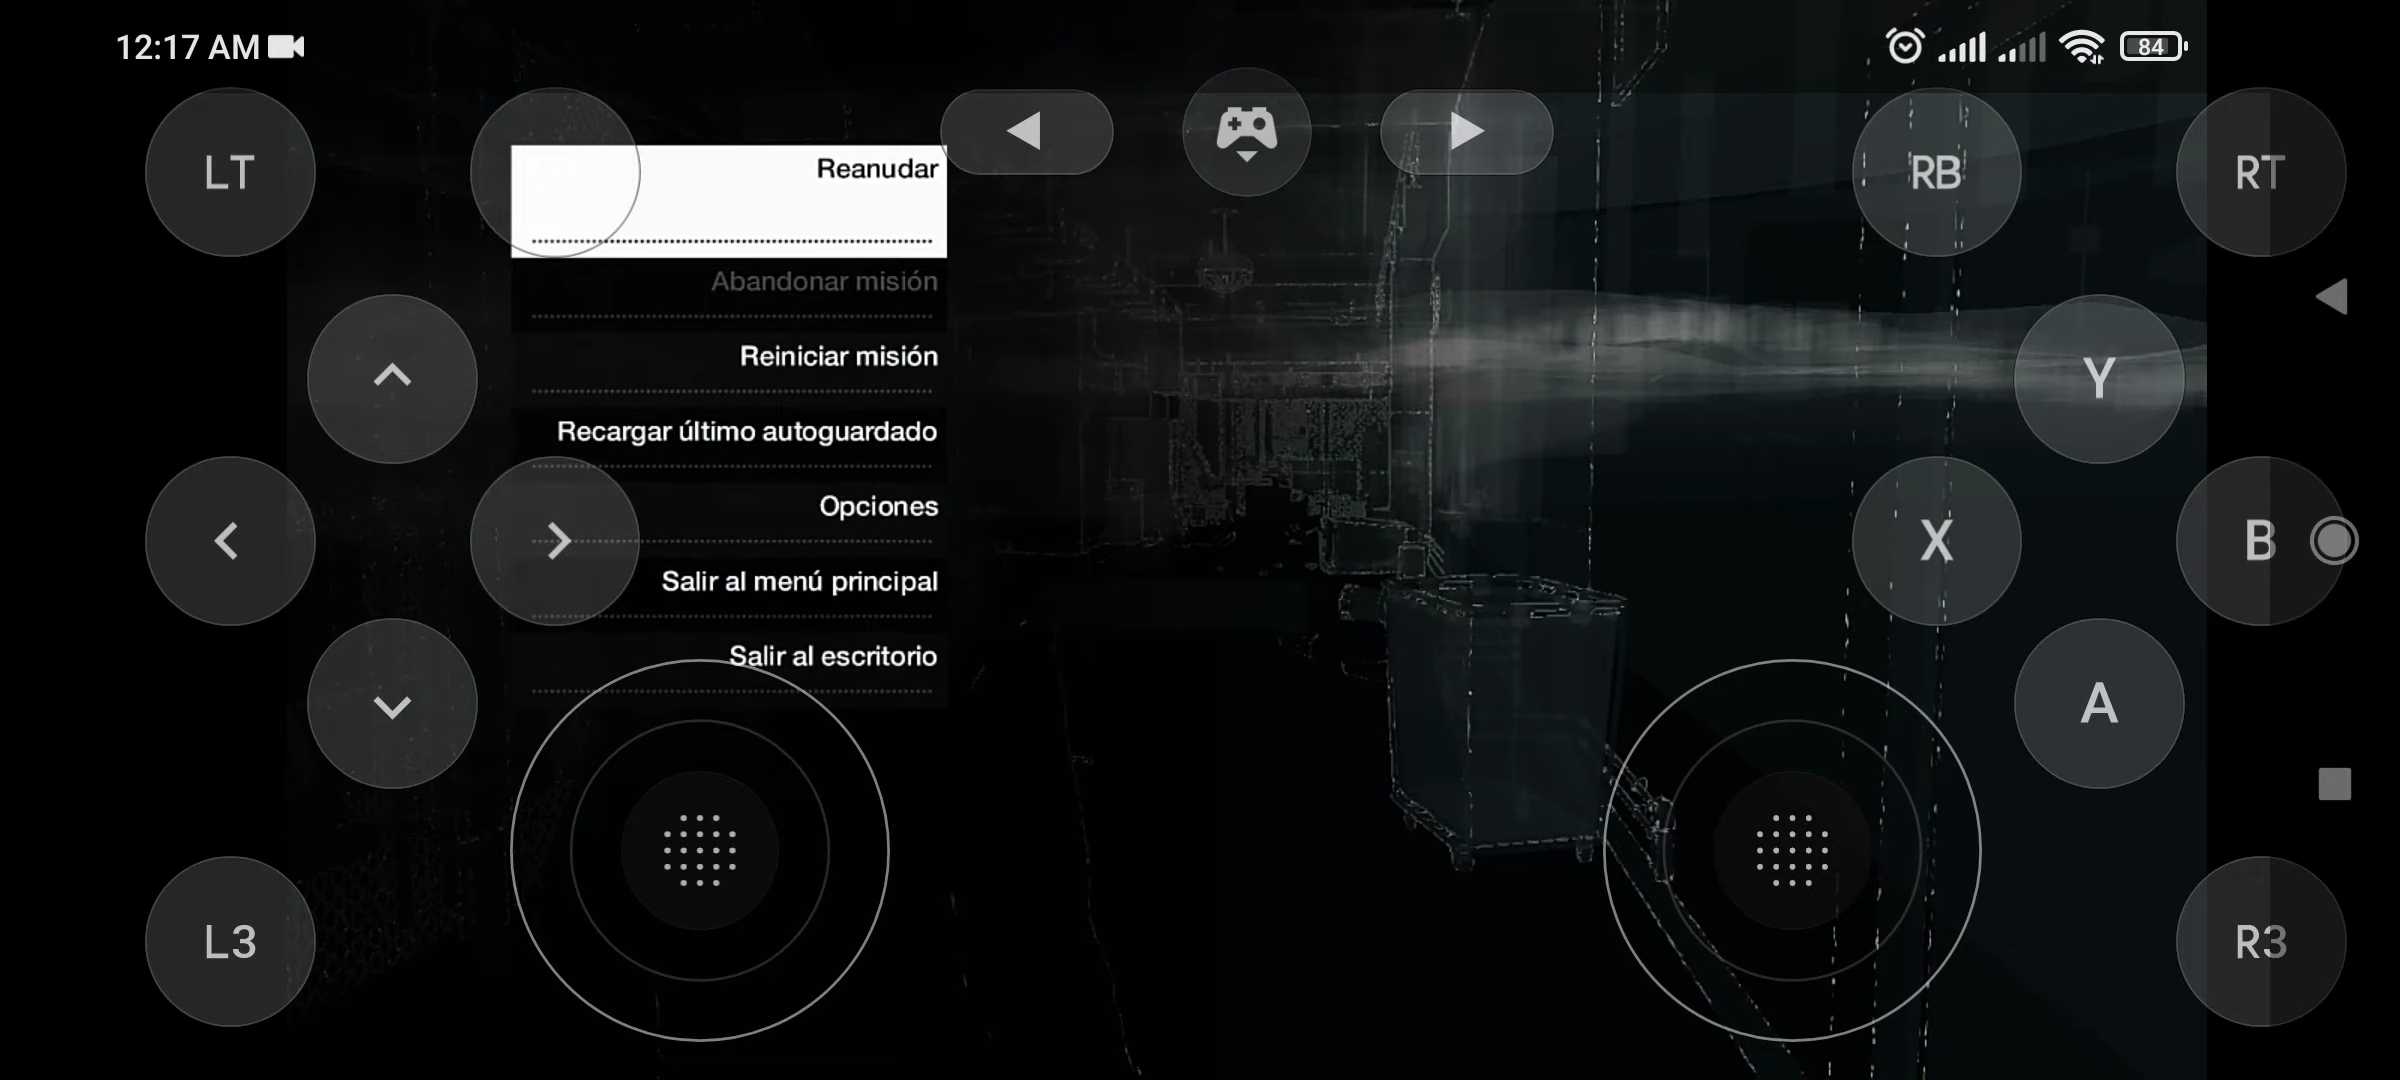 12:17 AM
84
LT
RB
RT
Reanudar
Abandonar misión
Reiniciar misión
Recargar último autoguardado
Opciones
Salir al menú principal
Salir al escritorio
Y
X
B
A
L3
R3